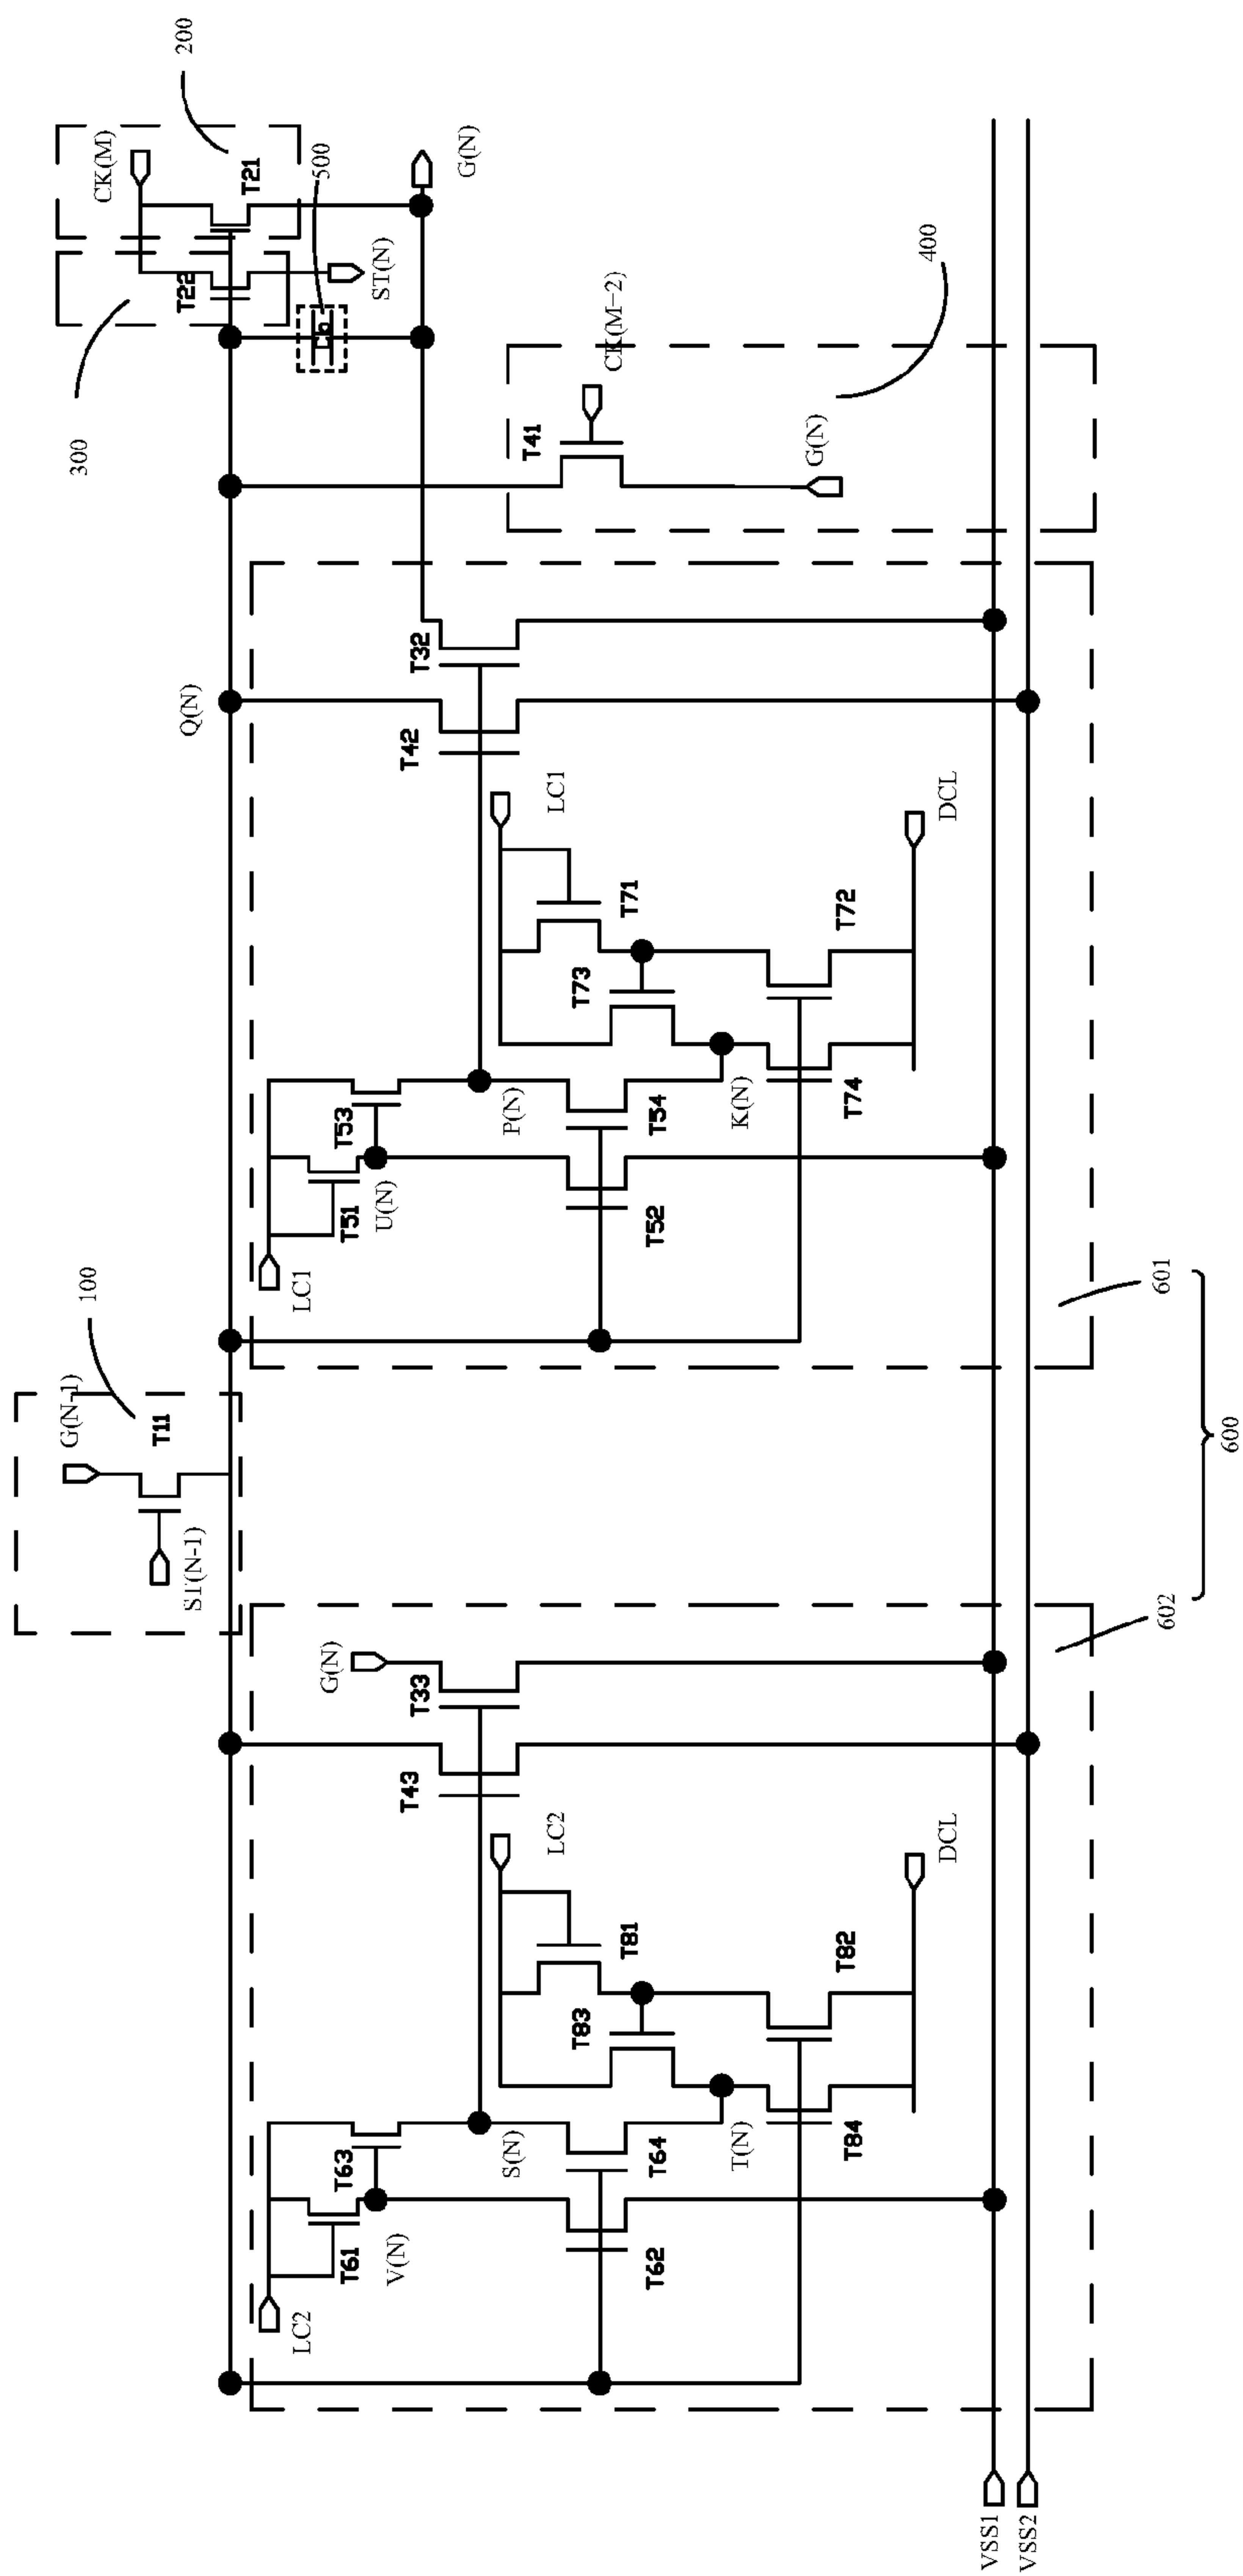 200
CK(M)
T21
500
G(N)
T22
ST(N)
Cb
300
400
CK(M−2)
T41
G(N)
Q(N)
T32
T42
LC1
DCL
T71
T72
T73
T53
P(N)
T54
K(N)
T74
T51
U(N)
T52
LC1
601
100
G(N-1)
T11
ST(N-1)
600
602
G(N)
T33
T43
LC2
DCL
T81
T82
T83
T63
S(N)
T64
T(N)
T84
T61
V(N)
T62
LC2
VSS1
VSS2